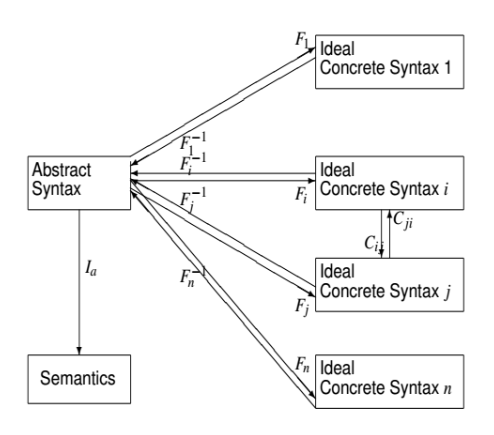 F₁
Ideal
Concrete Syntax 1
F₁⁻¹
Fᵢ⁻¹
Abstract
Syntax
Fⱼ⁻¹
Fᵢ
Ideal
Concrete Syntax i
Cⱼᵢ
Cᵢⱼ
Iₐ
Fₙ⁻¹
Fⱼ
Ideal
Concrete Syntax j
Semantics
Fₙ
Ideal
Concrete Syntax n